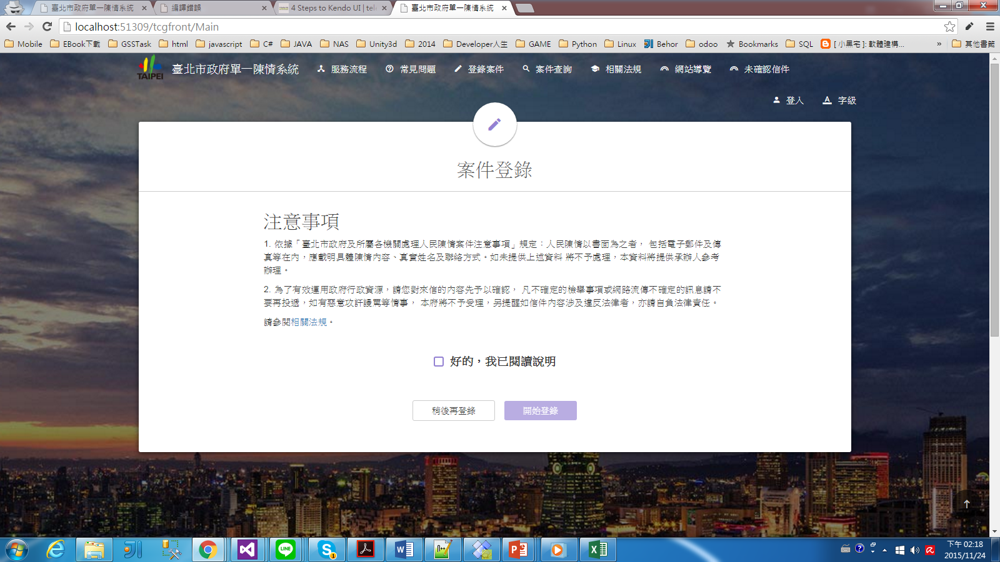 臺北市政府單一陳情系統
編譯錯誤
4 Steps to Kendo UI | tel
臺北市政府單一陳情系統
localhost:51309/tcgfront/Main
Mobile EBook下載 GSSTask html javascript C# JAVA NAS Unity3d 2014 Developer人生 GAME Python Linux Behor odoo Bookmarks SQL [ 小黑宅 ]: 軟體建構... » 其他書籤
TAIPEI 臺北市政府單一陳情系統 服務流程 常見問題 登錄案件 案件查詢 相關法規 網站導覽 未確認信件
登入 字級
案件登錄
注意事項
1. 依據「臺北市政府及所屬各機關處理人民陳情案件注意事項」規定：人民陳情以書面為之者， 包括電子郵件及傳
真等在內，應載明具體陳情內容、真實姓名及聯絡方式。如未提供上述資料 將不予處理，本資料將提供承辦人參考
辦理。
2. 為了有效運用政府行政資源，請您對來信的內容先予以確認， 凡不確定的檢舉事項或網路流傳不確定的訊息請不
要再投遞，如有惡意攻訐謾罵等情事， 本府將不予受理，另提醒如信件內容涉及違反法律者，亦請自負法律責任。
請參閱相關法規。
好的，我已閱讀說明
稍後再登錄 開始登錄
下午 02:18
2015/11/24